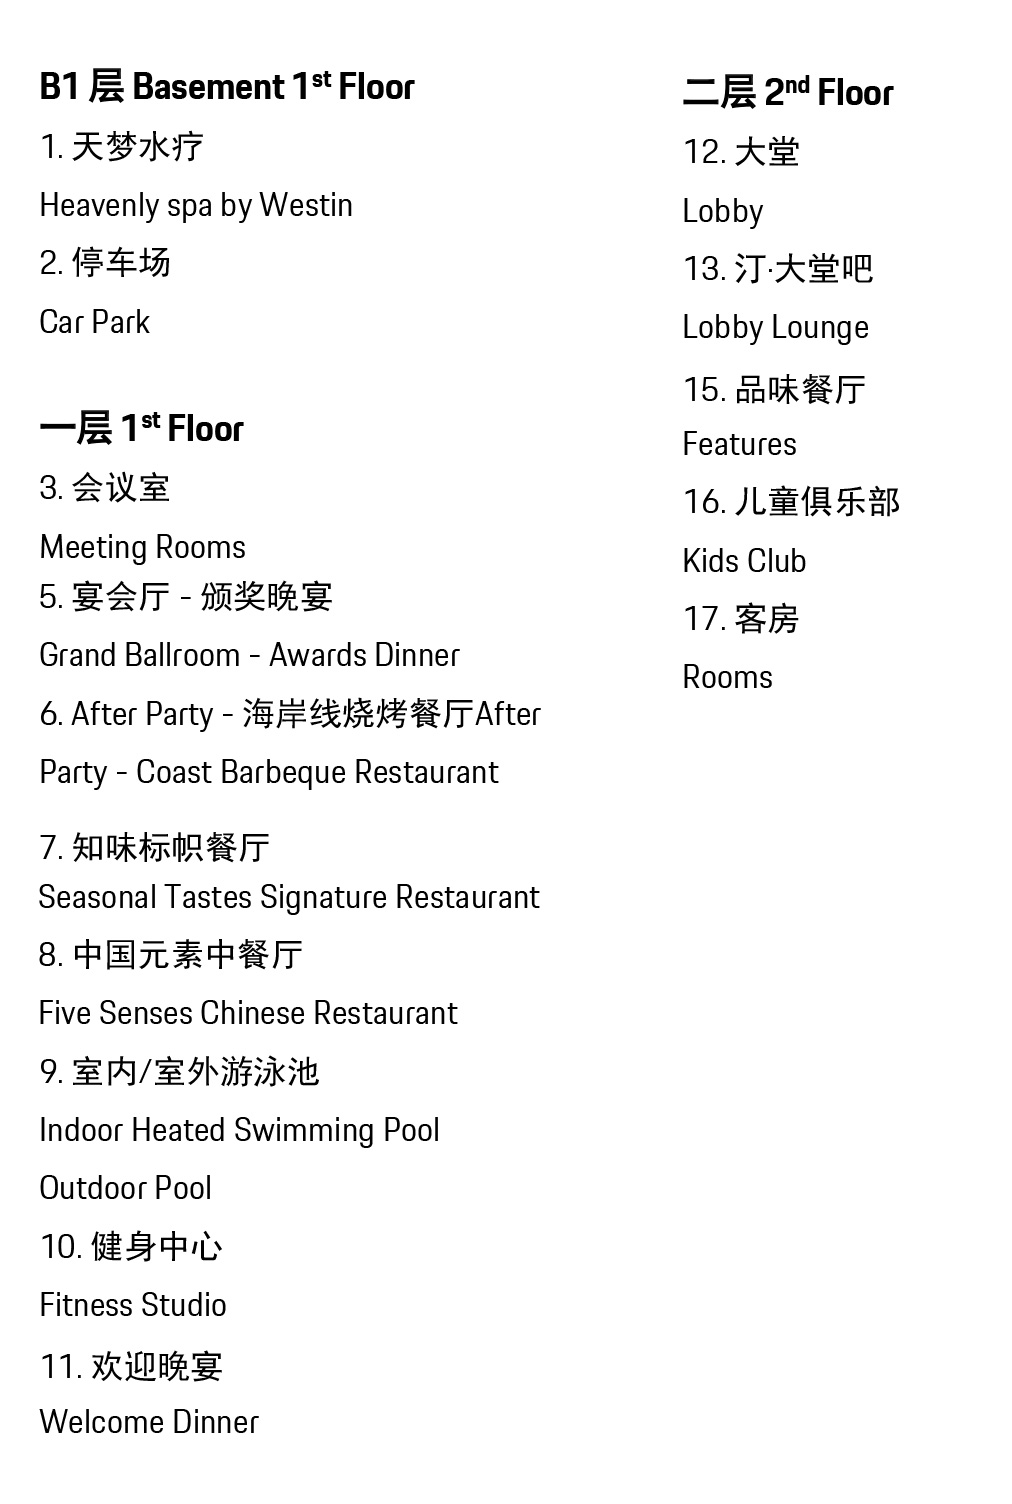 B1 层 Basement 1st Floor
1. 天梦水疗
Heavenly spa by Westin
2. 停车场
Car Park
一层 1st Floor
3. 会议室
Meeting Rooms
5. 宴会厅 - 颁奖晚宴
Grand Ballroom - Awards Dinner
6. After Party - 海岸线烧烤餐厅After
Party - Coast Barbeque Restaurant
7. 知味标帜餐厅
Seasonal Tastes Signature Restaurant
8. 中国元素中餐厅
Five Senses Chinese Restaurant
9. 室内/室外游泳池
Indoor Heated Swimming Pool
Outdoor Pool
10. 健身中心
Fitness Studio
11. 欢迎晚宴
Welcome Dinner
二层 2nd Floor
12. 大堂
Lobby
13. 汀·大堂吧
Lobby Lounge
15. 品味餐厅
Features
16. 儿童俱乐部
Kids Club
17. 客房
Rooms